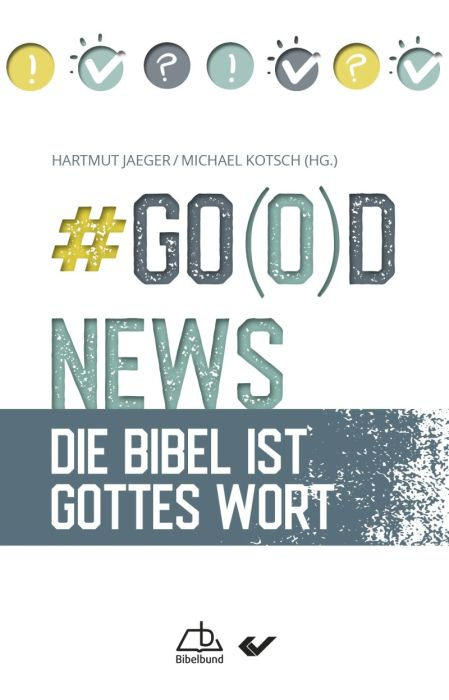 ! ? ! ?
HARTMUT JAEGER / MICHAEL KOTSCH (HG.)
#GO(O)D
NEWS
DIE BIBEL IST
GOTTES WORT
Bibelbund